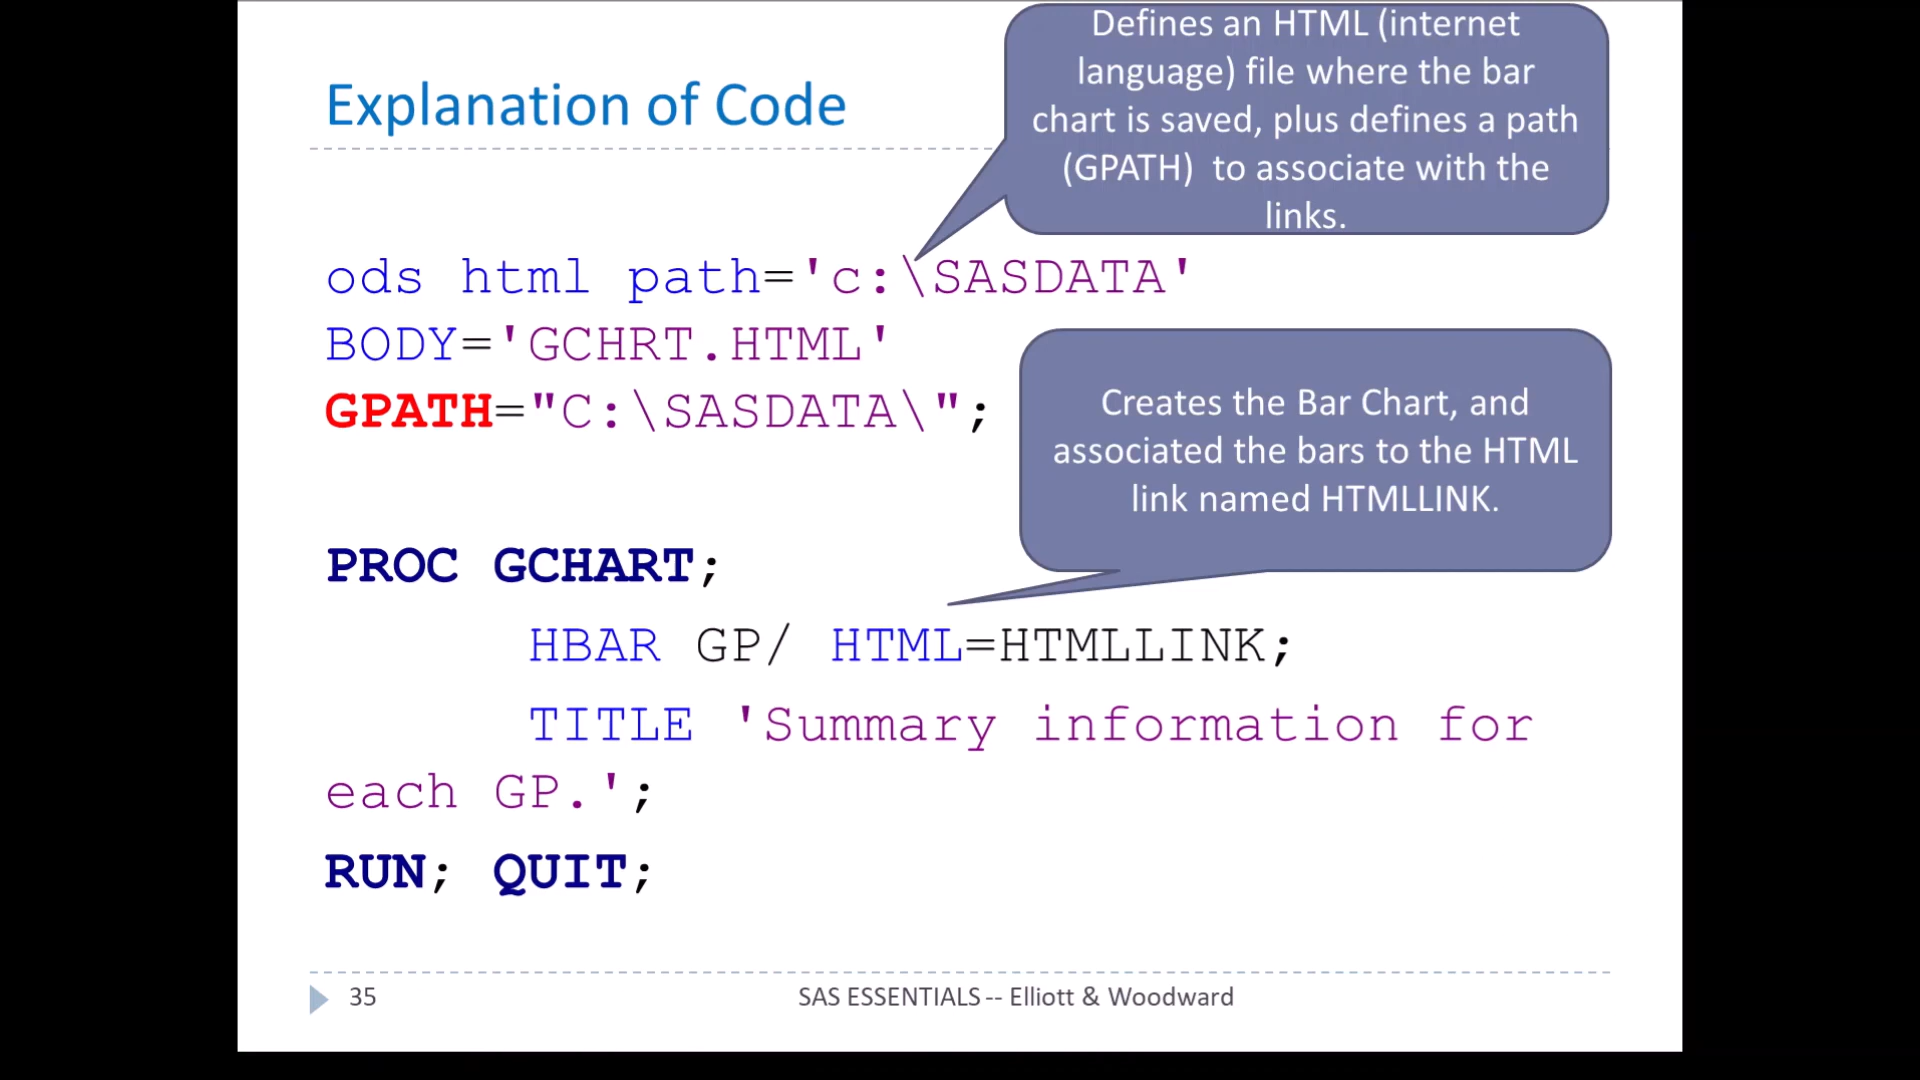 Explanation of Code
Defines an HTML (internet
language) file where the bar
chart is saved, plus defines a path
(GPATH)  to associate with the
links.
ods html path='c:\SASDATA'
BODY='GCHRT.HTML'
GPATH="C:\SASDATA\";
Creates the Bar Chart, and
associated the bars to the HTML
link named HTMLLINK.
PROC GCHART;
HBAR GP/ HTML=HTMLLINK;
TITLE 'Summary information for
each GP.';
RUN; QUIT;
35
SAS ESSENTIALS -- Elliott & Woodward